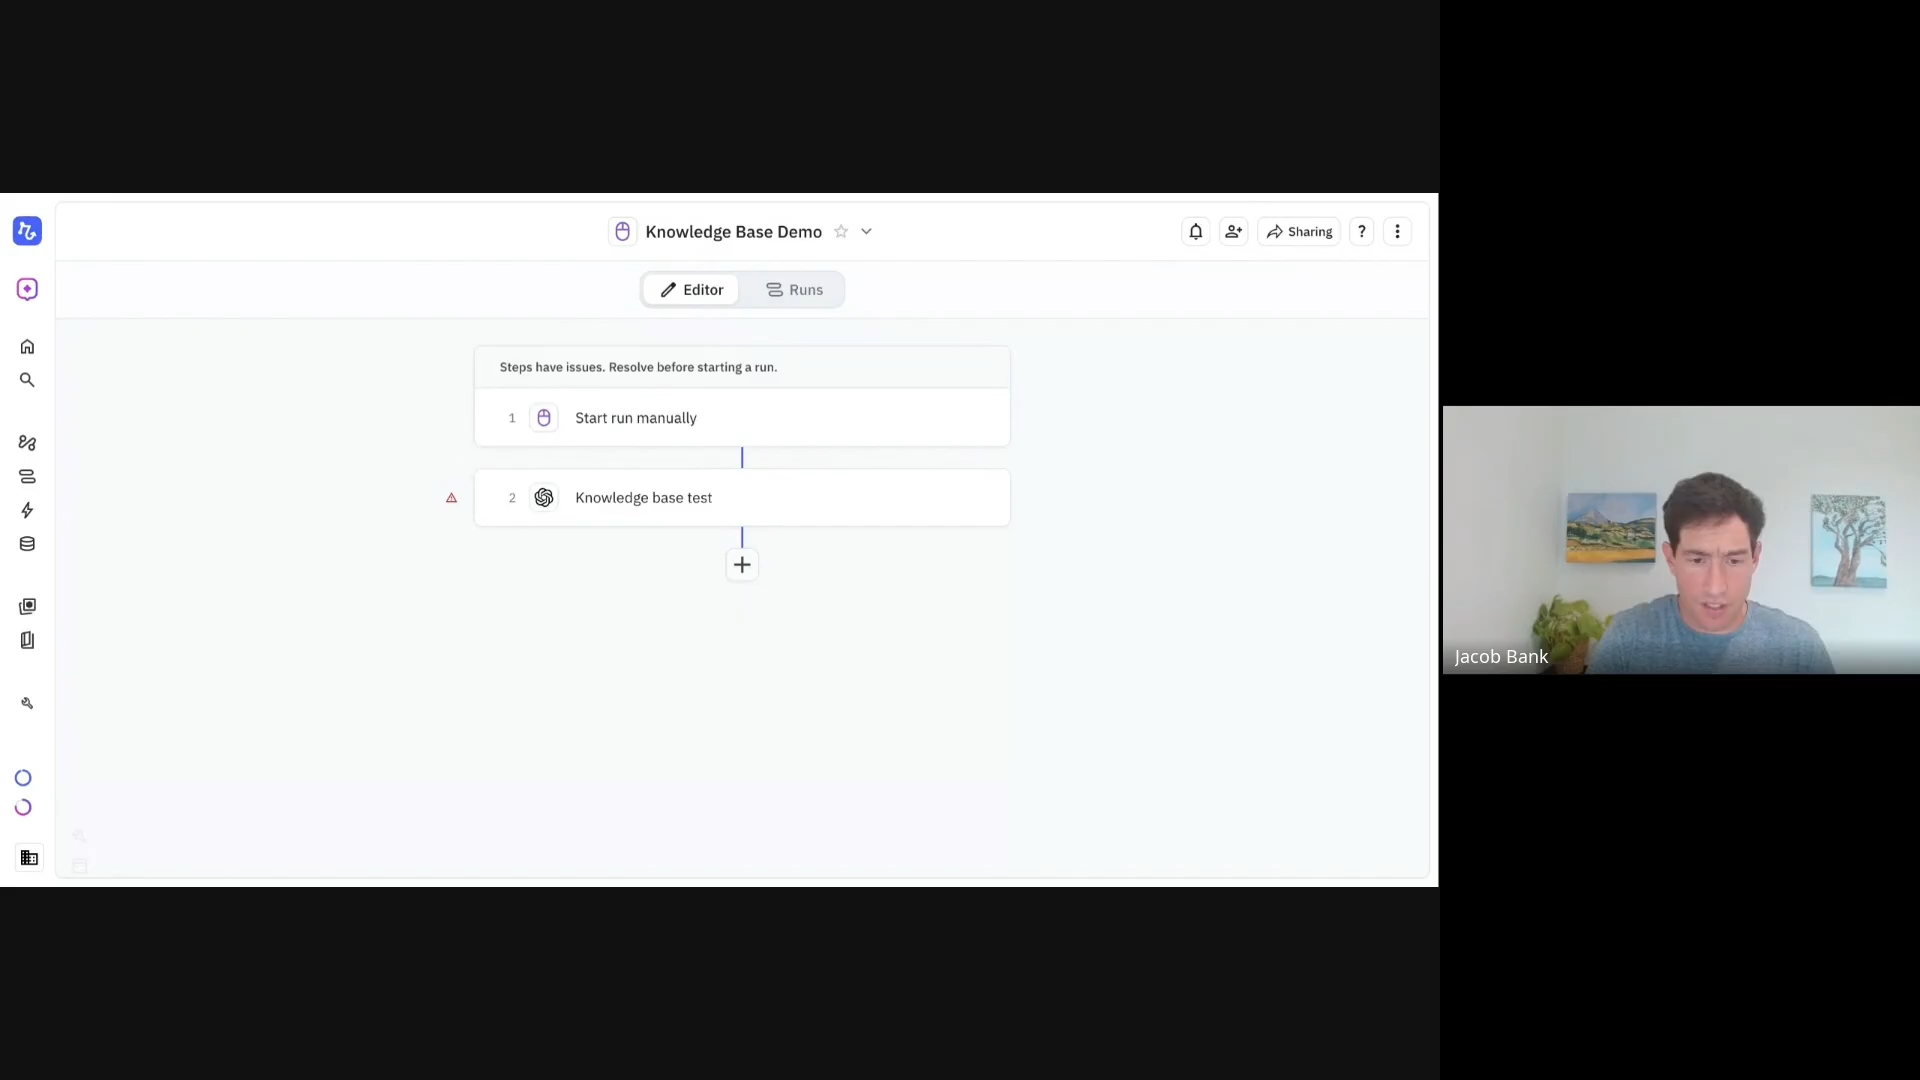 Knowledge Base Demo
Sharing
?
Editor
Runs
Steps have issues. Resolve before starting a run.
1 Start run manually
2 Knowledge base test
Jacob Bank